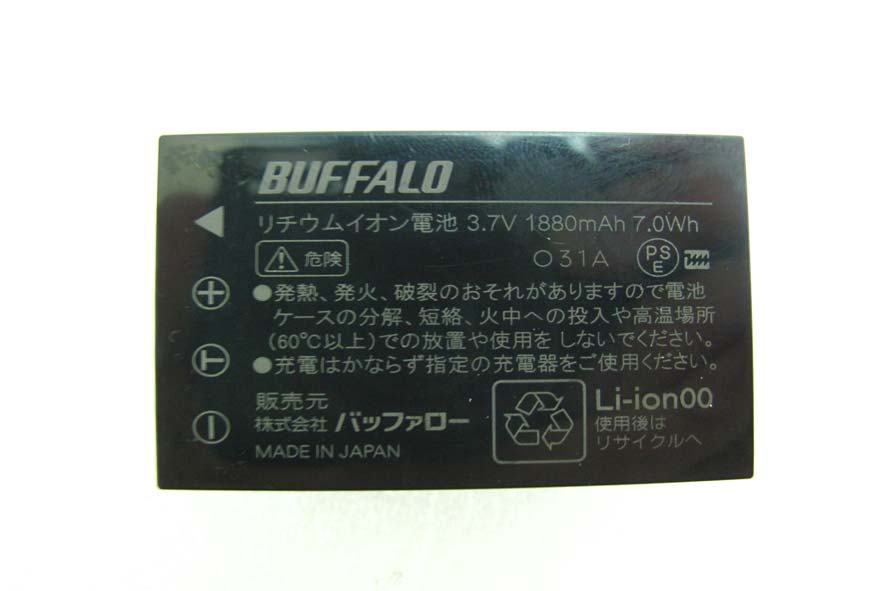 BUFFALO
リチウムイオン電池 3.7V 1880mAh 7.0Wh
危険
O31A PSE
●発熱、発火、破裂のおそれがありますので電池
ケースの分解、短絡、火中への投入や高温場所
(60℃以上)での放置や使用をしないでください。
●充電はかならず指定の充電器をご使用ください。
販売元
株式会社 バッファロー
MADE IN JAPAN
Li-ion00
使用後は
リサイクルへ
+
T
−